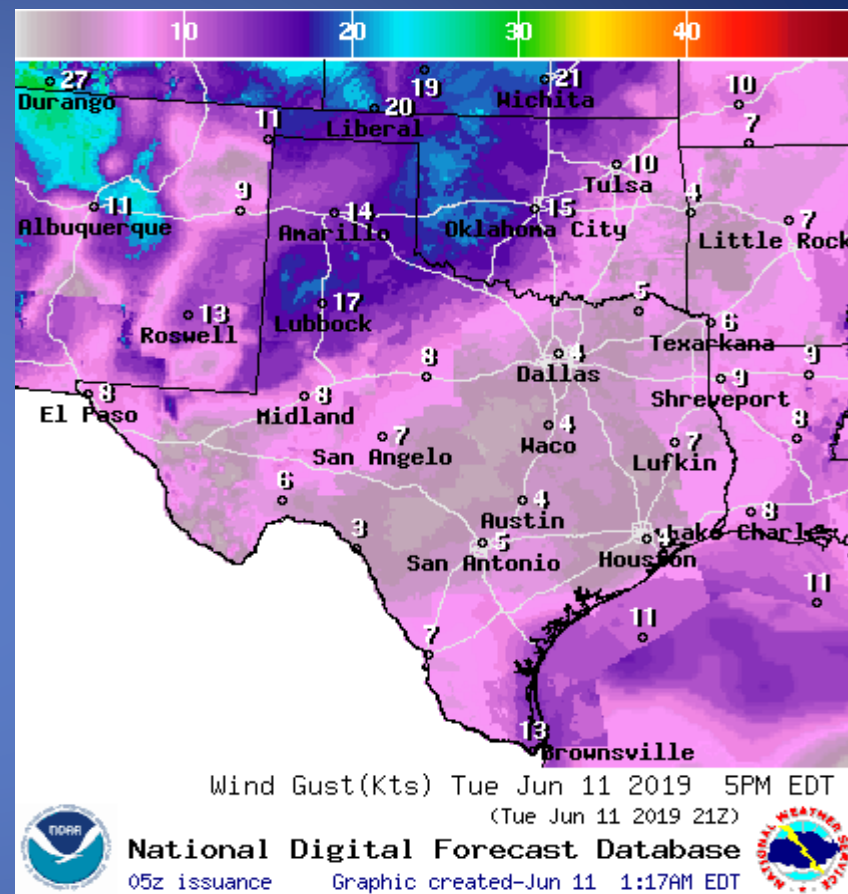 10 20 30 40
27
Durango
19
21
Wichita
20
Liberal
10
11
7
10
Tulsa
11
Albuquerque
9
14
Amarillo
15
Oklahoma City
4
7
Little Rock
13
Roswell
17
Lubbock
5
6
Texarkana
4
Dallas
8
9
Shreveport
9
8
El Paso
8
Midland
7
San Angelo
4
Waco
7
Lufkin
8
6
4
Austin
8
Lake Charles
3
5
San Antonio
4
Houston
11
11
7
13
Brownsville
Wind Gust(Kts) Tue Jun 11 2019 5PM EDT
(Tue Jun 11 2019 21Z)
NOAA
National Digital Forecast Database
05z issuance Graphic created-Jun 11 1:17AM EDT
NATIONAL WEATHER SERVICE